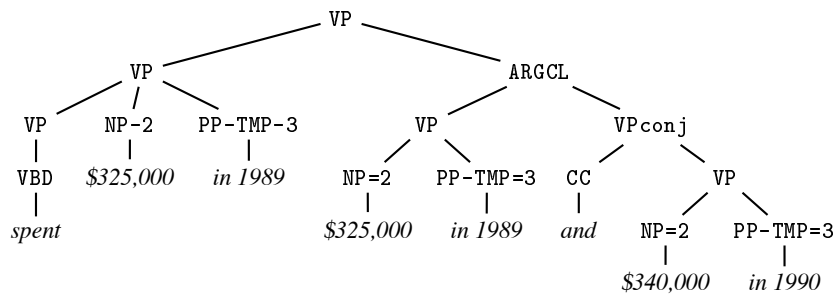 VP
VP ARGCL
VP NP-2 PP-TMP-3 VP VPconj
VBD $325,000 in 1989 NP=2 PP-TMP=3 CC VP
spent $325,000 in 1989 and NP=2 PP-TMP=3
$340,000 in 1990